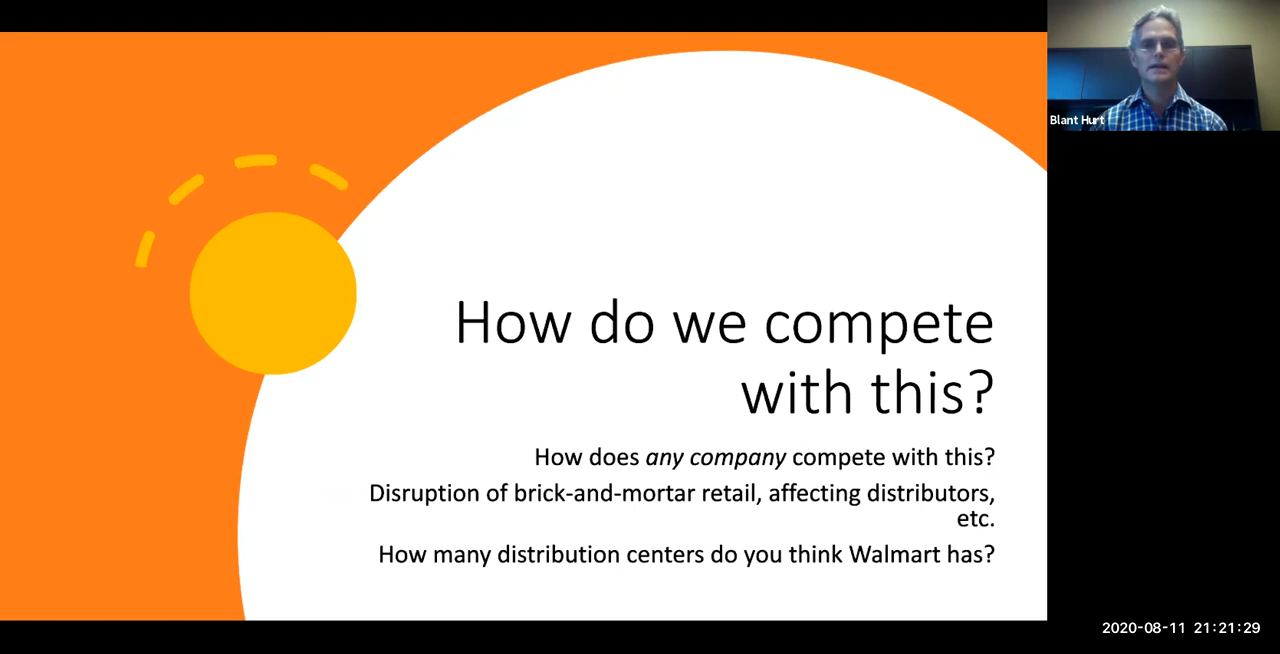 Blant Hurt
How do we compete
with this?
How does any company compete with this?
Disruption of brick-and-mortar retail, affecting distributors,
etc.
How many distribution centers do you think Walmart has?
2020-08-11 21:21:29